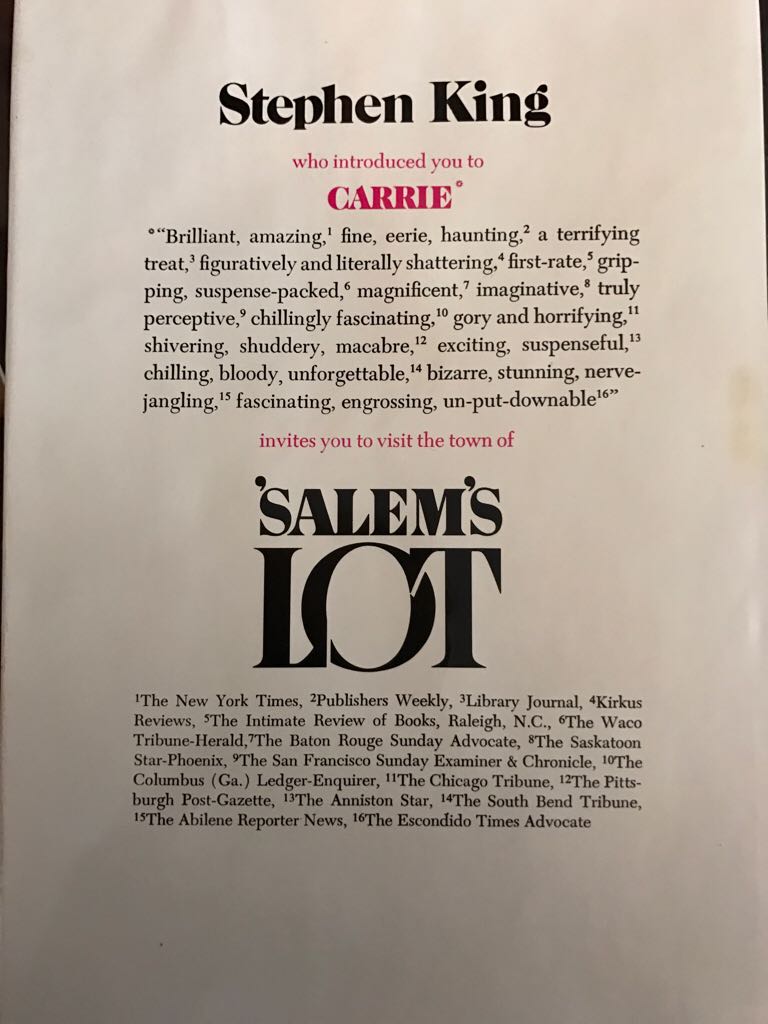 Stephen King
who introduced you to
CARRIE*
*“Brilliant, amazing,¹ fine, eerie, haunting,² a terrifying
treat,³ figuratively and literally shattering,⁴ first-rate,⁵ grip-
ping, suspense-packed,⁶ magnificent,⁷ imaginative,⁸ truly
perceptive,⁹ chillingly fascinating,¹⁰ gory and horrifying,¹¹
shivering, shuddery, macabre,¹² exciting, suspenseful,¹³
chilling, bloody, unforgettable,¹⁴ bizarre, stunning, nerve-
jangling,¹⁵ fascinating, engrossing, un-put-downable¹⁶”
invites you to visit the town of
’SALEM’S
LOT
¹The New York Times, ²Publishers Weekly, ³Library Journal, ⁴Kirkus
Reviews, ⁵The Intimate Review of Books, Raleigh, N.C., ⁶The Waco
Tribune-Herald,⁷The Baton Rouge Sunday Advocate, ⁸The Saskatoon
Star-Phoenix, ⁹The San Francisco Sunday Examiner & Chronicle, ¹⁰The
Columbus (Ga.) Ledger-Enquirer, ¹¹The Chicago Tribune, ¹²The Pitts-
burgh Post-Gazette, ¹³The Anniston Star, ¹⁴The South Bend Tribune,
¹⁵The Abilene Reporter News, ¹⁶The Escondido Times Advocate